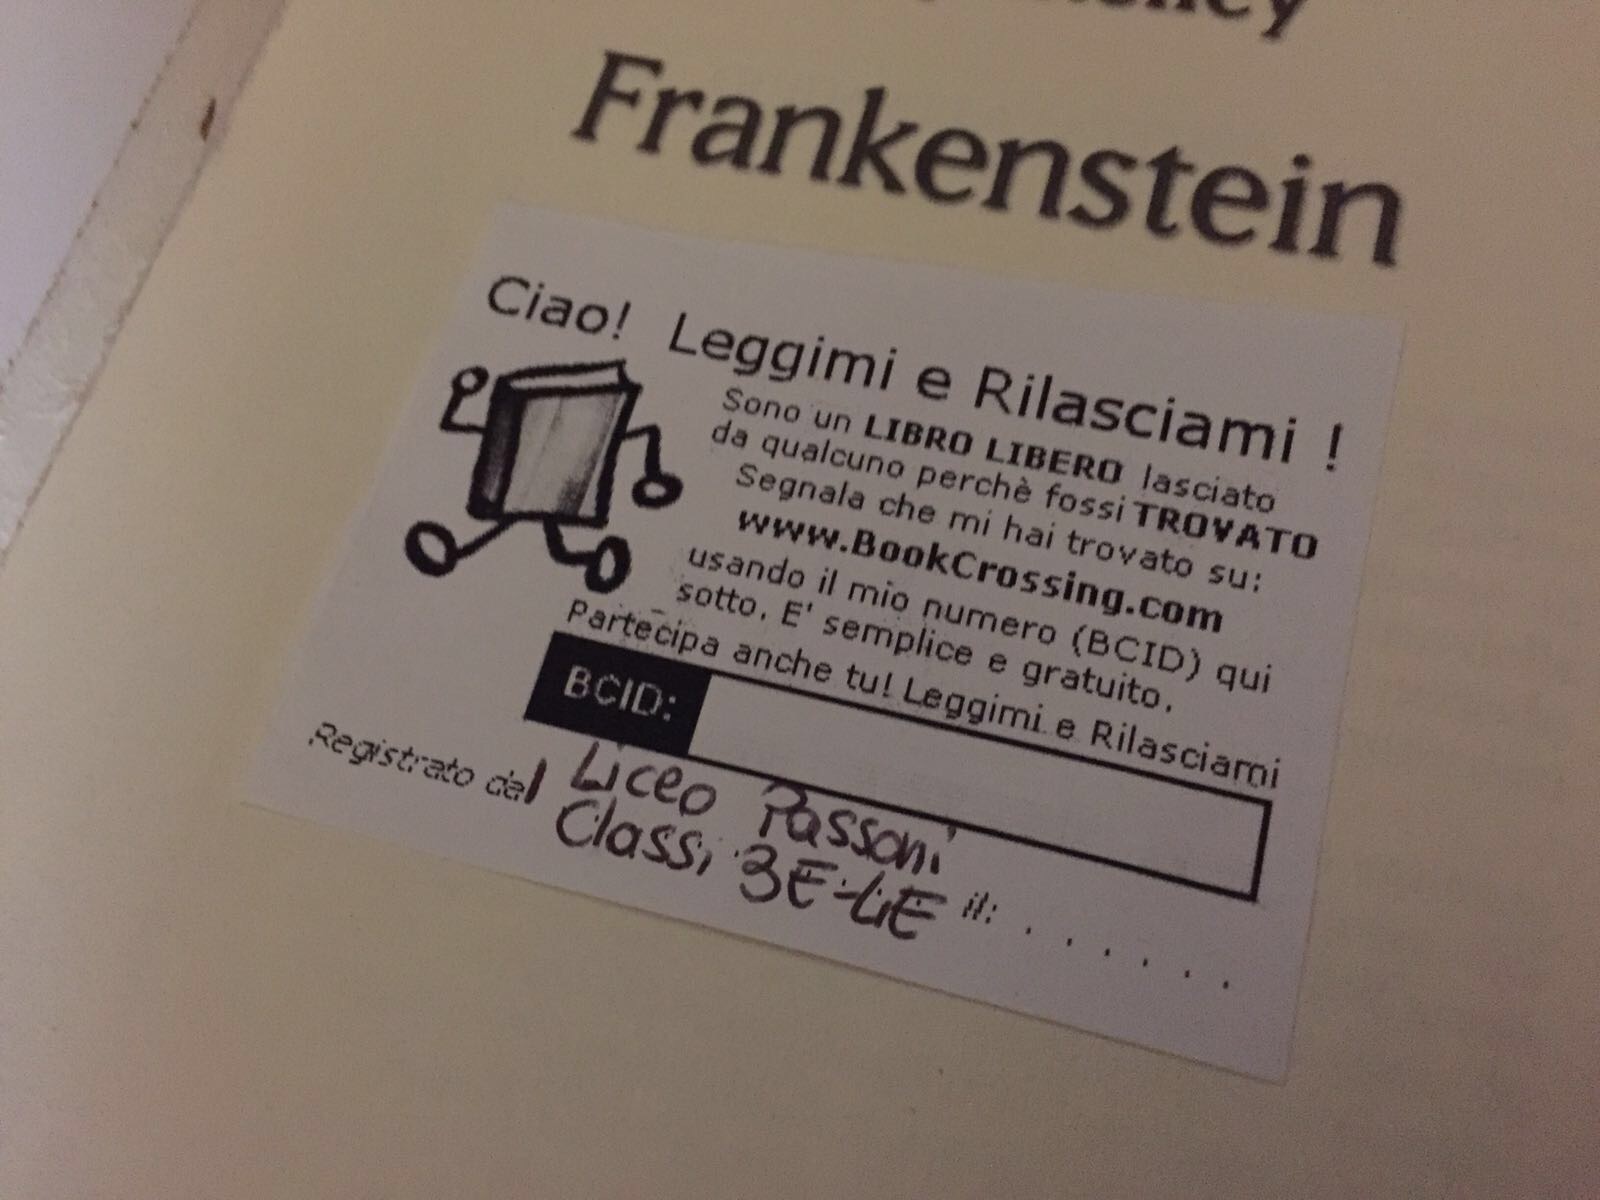 Frankenstein
Ciao! Leggimi e Rilasciami !
Sono un LIBRO LIBERO lasciato
da qualcuno perchè fossi TROVATO
Segnala che mi hai trovato su:
www.BookCrossing.com
usando il mio numero (BCID) qui
sotto. E' semplice e gratuito.
Partecipa anche tu! Leggimi e Rilasciami
BCID:
Registrato dal Liceo Passoni
Classi 3E-4E il: . . . . . .